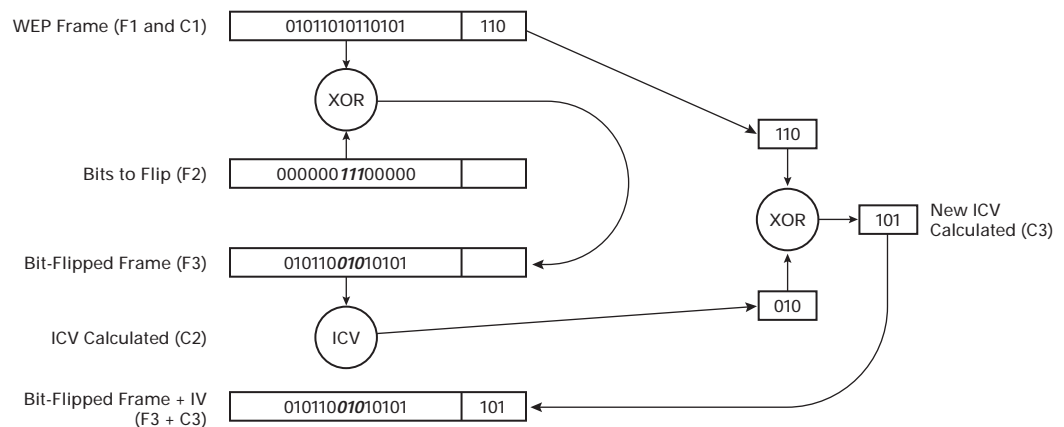 WEP Frame (F1 and C1)
01011010110101
110
XOR
110
Bits to Flip (F2)
00000011100000
XOR
101
New ICV
Calculated (C3)
Bit-Flipped Frame (F3)
01011001010101
010
ICV Calculated (C2)
ICV
Bit-Flipped Frame + IV
(F3 + C3)
01011001010101
101